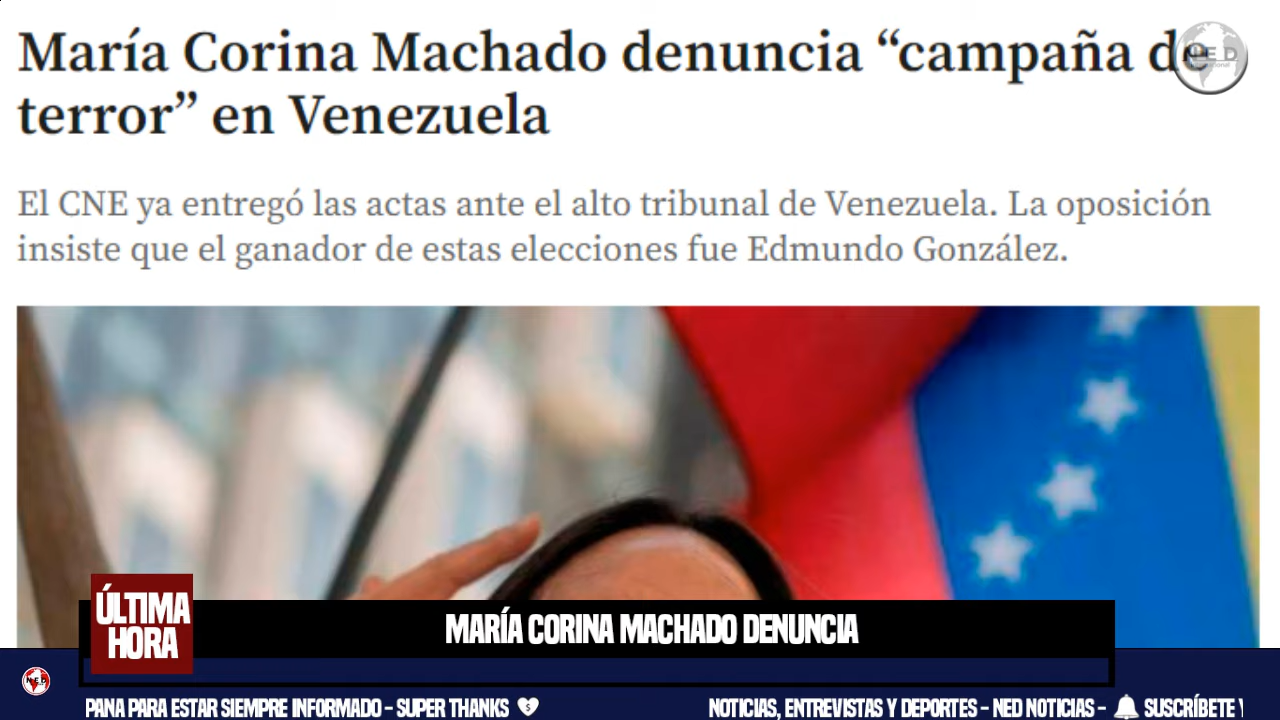 María Corina Machado denuncia “campaña de
terror” en Venezuela
NED
El CNE ya entregó las actas ante el alto tribunal de Venezuela. La oposición
insiste que el ganador de estas elecciones fue Edmundo González.
ÚLTIMA
HORA
MARÍA CORINA MACHADO DENUNCIA
NED
PANA PARA ESTAR SIEMPRE INFORMADO - SUPER THANKS
NOTICIAS, ENTREVISTAS Y DEPORTES - NED NOTICIAS -
SUSCRÍBETE